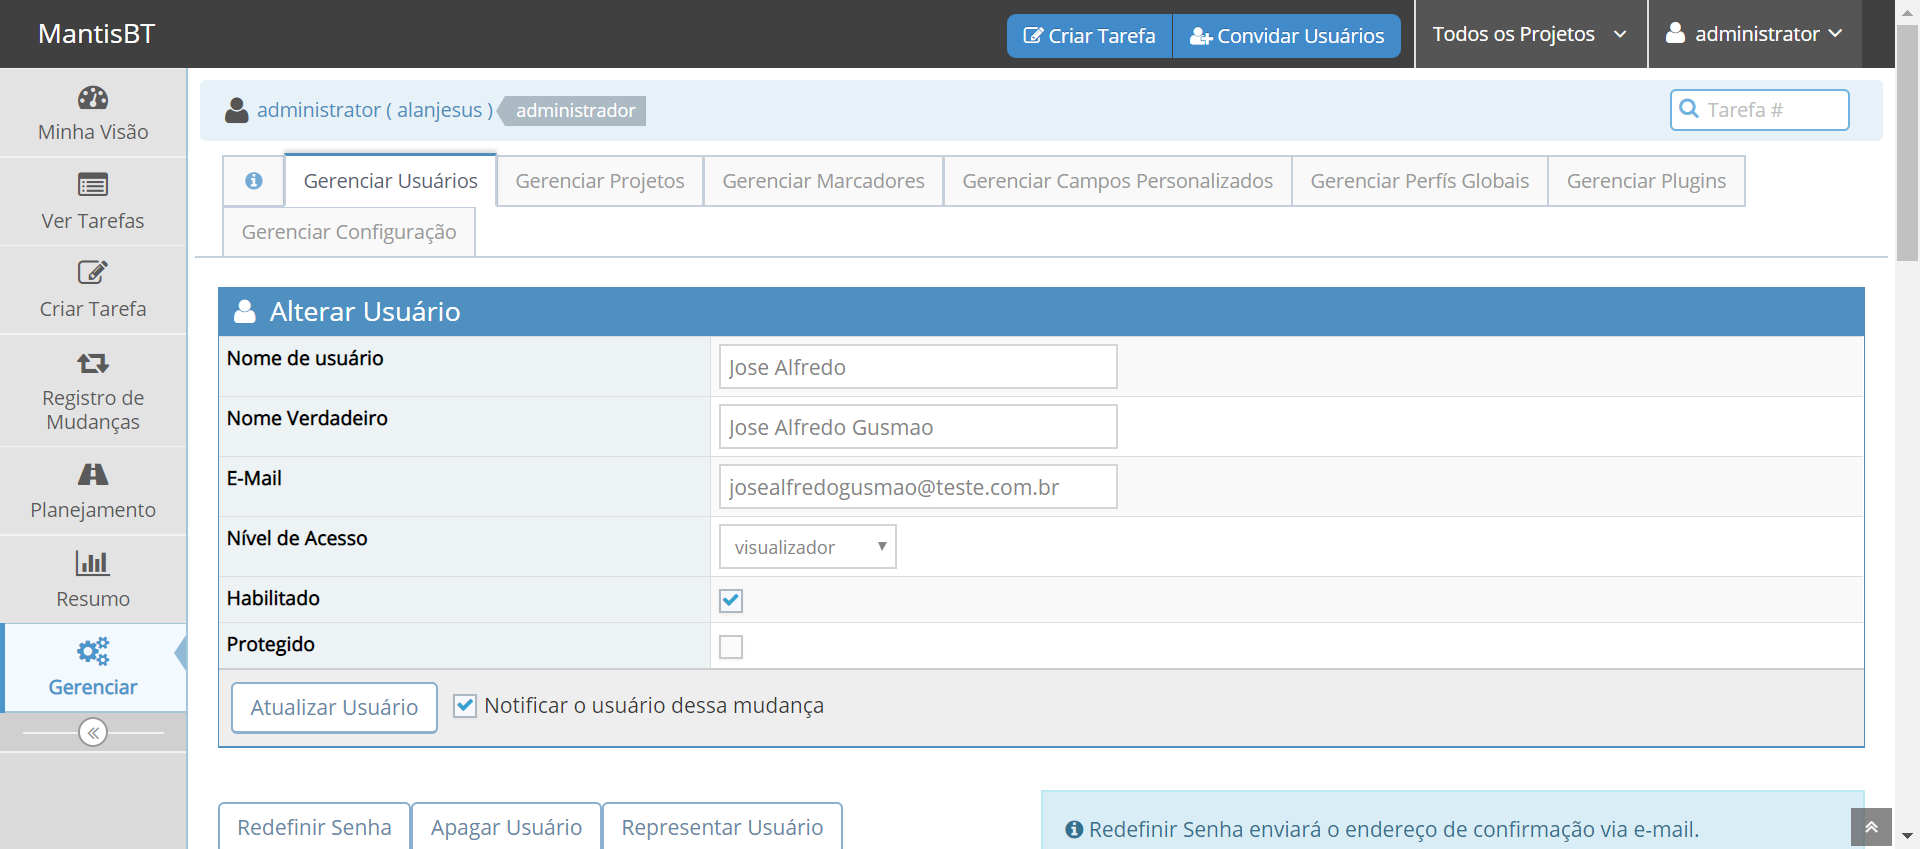 MantisBT
Criar Tarefa
Convidar Usuários
Todos os Projetos
administrator
Minha Visão
Ver Tarefas
Criar Tarefa
Registro de
Mudanças
Planejamento
Resumo
Gerenciar
administrator ( alanjesus )
administrador
Tarefa #
Gerenciar Usuários
Gerenciar Projetos
Gerenciar Marcadores
Gerenciar Campos Personalizados
Gerenciar Perfís Globais
Gerenciar Plugins
Gerenciar Configuração
Alterar Usuário
Nome de usuário
Jose Alfredo
Nome Verdadeiro
Jose Alfredo Gusmao
E-Mail
josealfredogusmao@teste.com.br
Nível de Acesso
visualizador
Habilitado
Protegido
Atualizar Usuário
Notificar o usuário dessa mudança
Redefinir Senha
Apagar Usuário
Representar Usuário
Redefinir Senha enviará o endereço de confirmação via e-mail.